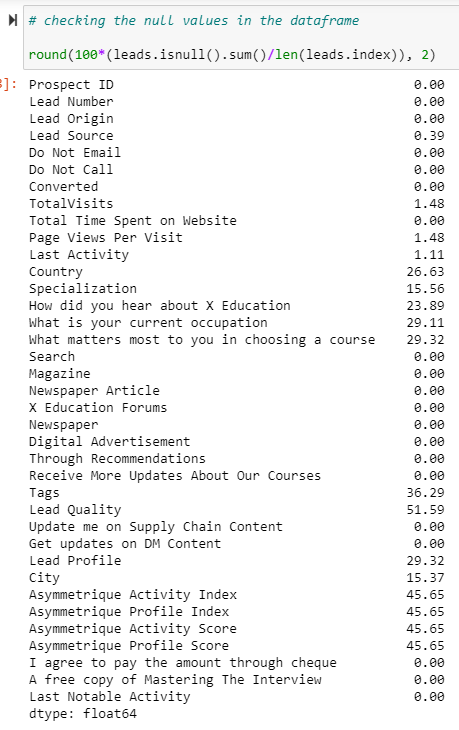 # checking the null values in the dataframe
round(100*(leads.isnull().sum()/len(leads.index)), 2)
]: Prospect ID 0.00
Lead Number 0.00
Lead Origin 0.00
Lead Source 0.39
Do Not Email 0.00
Do Not Call 0.00
Converted 0.00
TotalVisits 1.48
Total Time Spent on Website 0.00
Page Views Per Visit 1.48
Last Activity 1.11
Country 26.63
Specialization 15.56
How did you hear about X Education 23.89
What is your current occupation 29.11
What matters most to you in choosing a course 29.32
Search 0.00
Magazine 0.00
Newspaper Article 0.00
X Education Forums 0.00
Newspaper 0.00
Digital Advertisement 0.00
Through Recommendations 0.00
Receive More Updates About Our Courses 0.00
Tags 36.29
Lead Quality 51.59
Update me on Supply Chain Content 0.00
Get updates on DM Content 0.00
Lead Profile 29.32
City 15.37
Asymmetrique Activity Index 45.65
Asymmetrique Profile Index 45.65
Asymmetrique Activity Score 45.65
Asymmetrique Profile Score 45.65
I agree to pay the amount through cheque 0.00
A free copy of Mastering The Interview 0.00
Last Notable Activity 0.00
dtype: float64